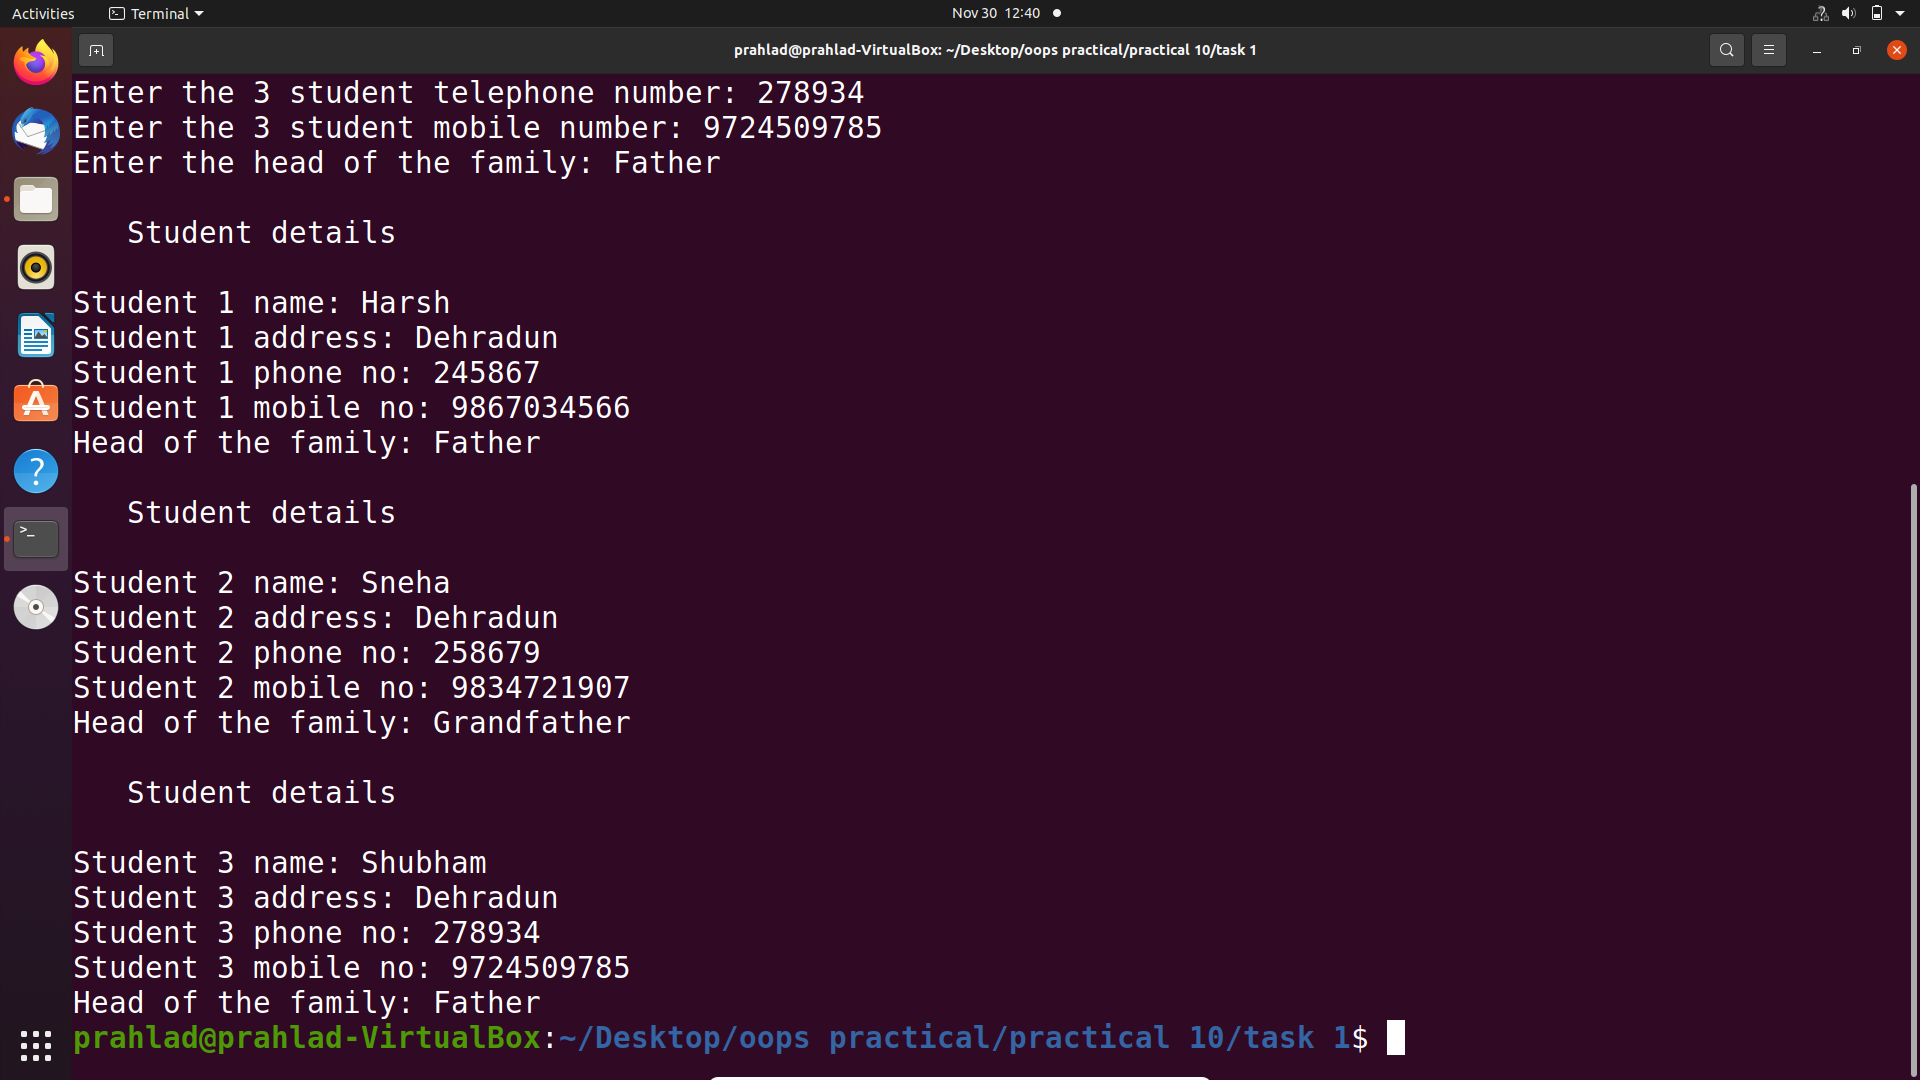 Activities Terminal Nov 30 12:40
prahlad@prahlad-VirtualBox: ~/Desktop/oops practical/practical 10/task 1
Enter the 3 student telephone number: 278934
Enter the 3 student mobile number: 9724509785
Enter the head of the family: Father
Student details
Student 1 name: Harsh
Student 1 address: Dehradun
Student 1 phone no: 245867
Student 1 mobile no: 9867034566
Head of the family: Father
Student details
Student 2 name: Sneha
Student 2 address: Dehradun
Student 2 phone no: 258679
Student 2 mobile no: 9834721907
Head of the family: Grandfather
Student details
Student 3 name: Shubham
Student 3 address: Dehradun
Student 3 phone no: 278934
Student 3 mobile no: 9724509785
Head of the family: Father
prahlad@prahlad-VirtualBox:~/Desktop/oops practical/practical 10/task 1$